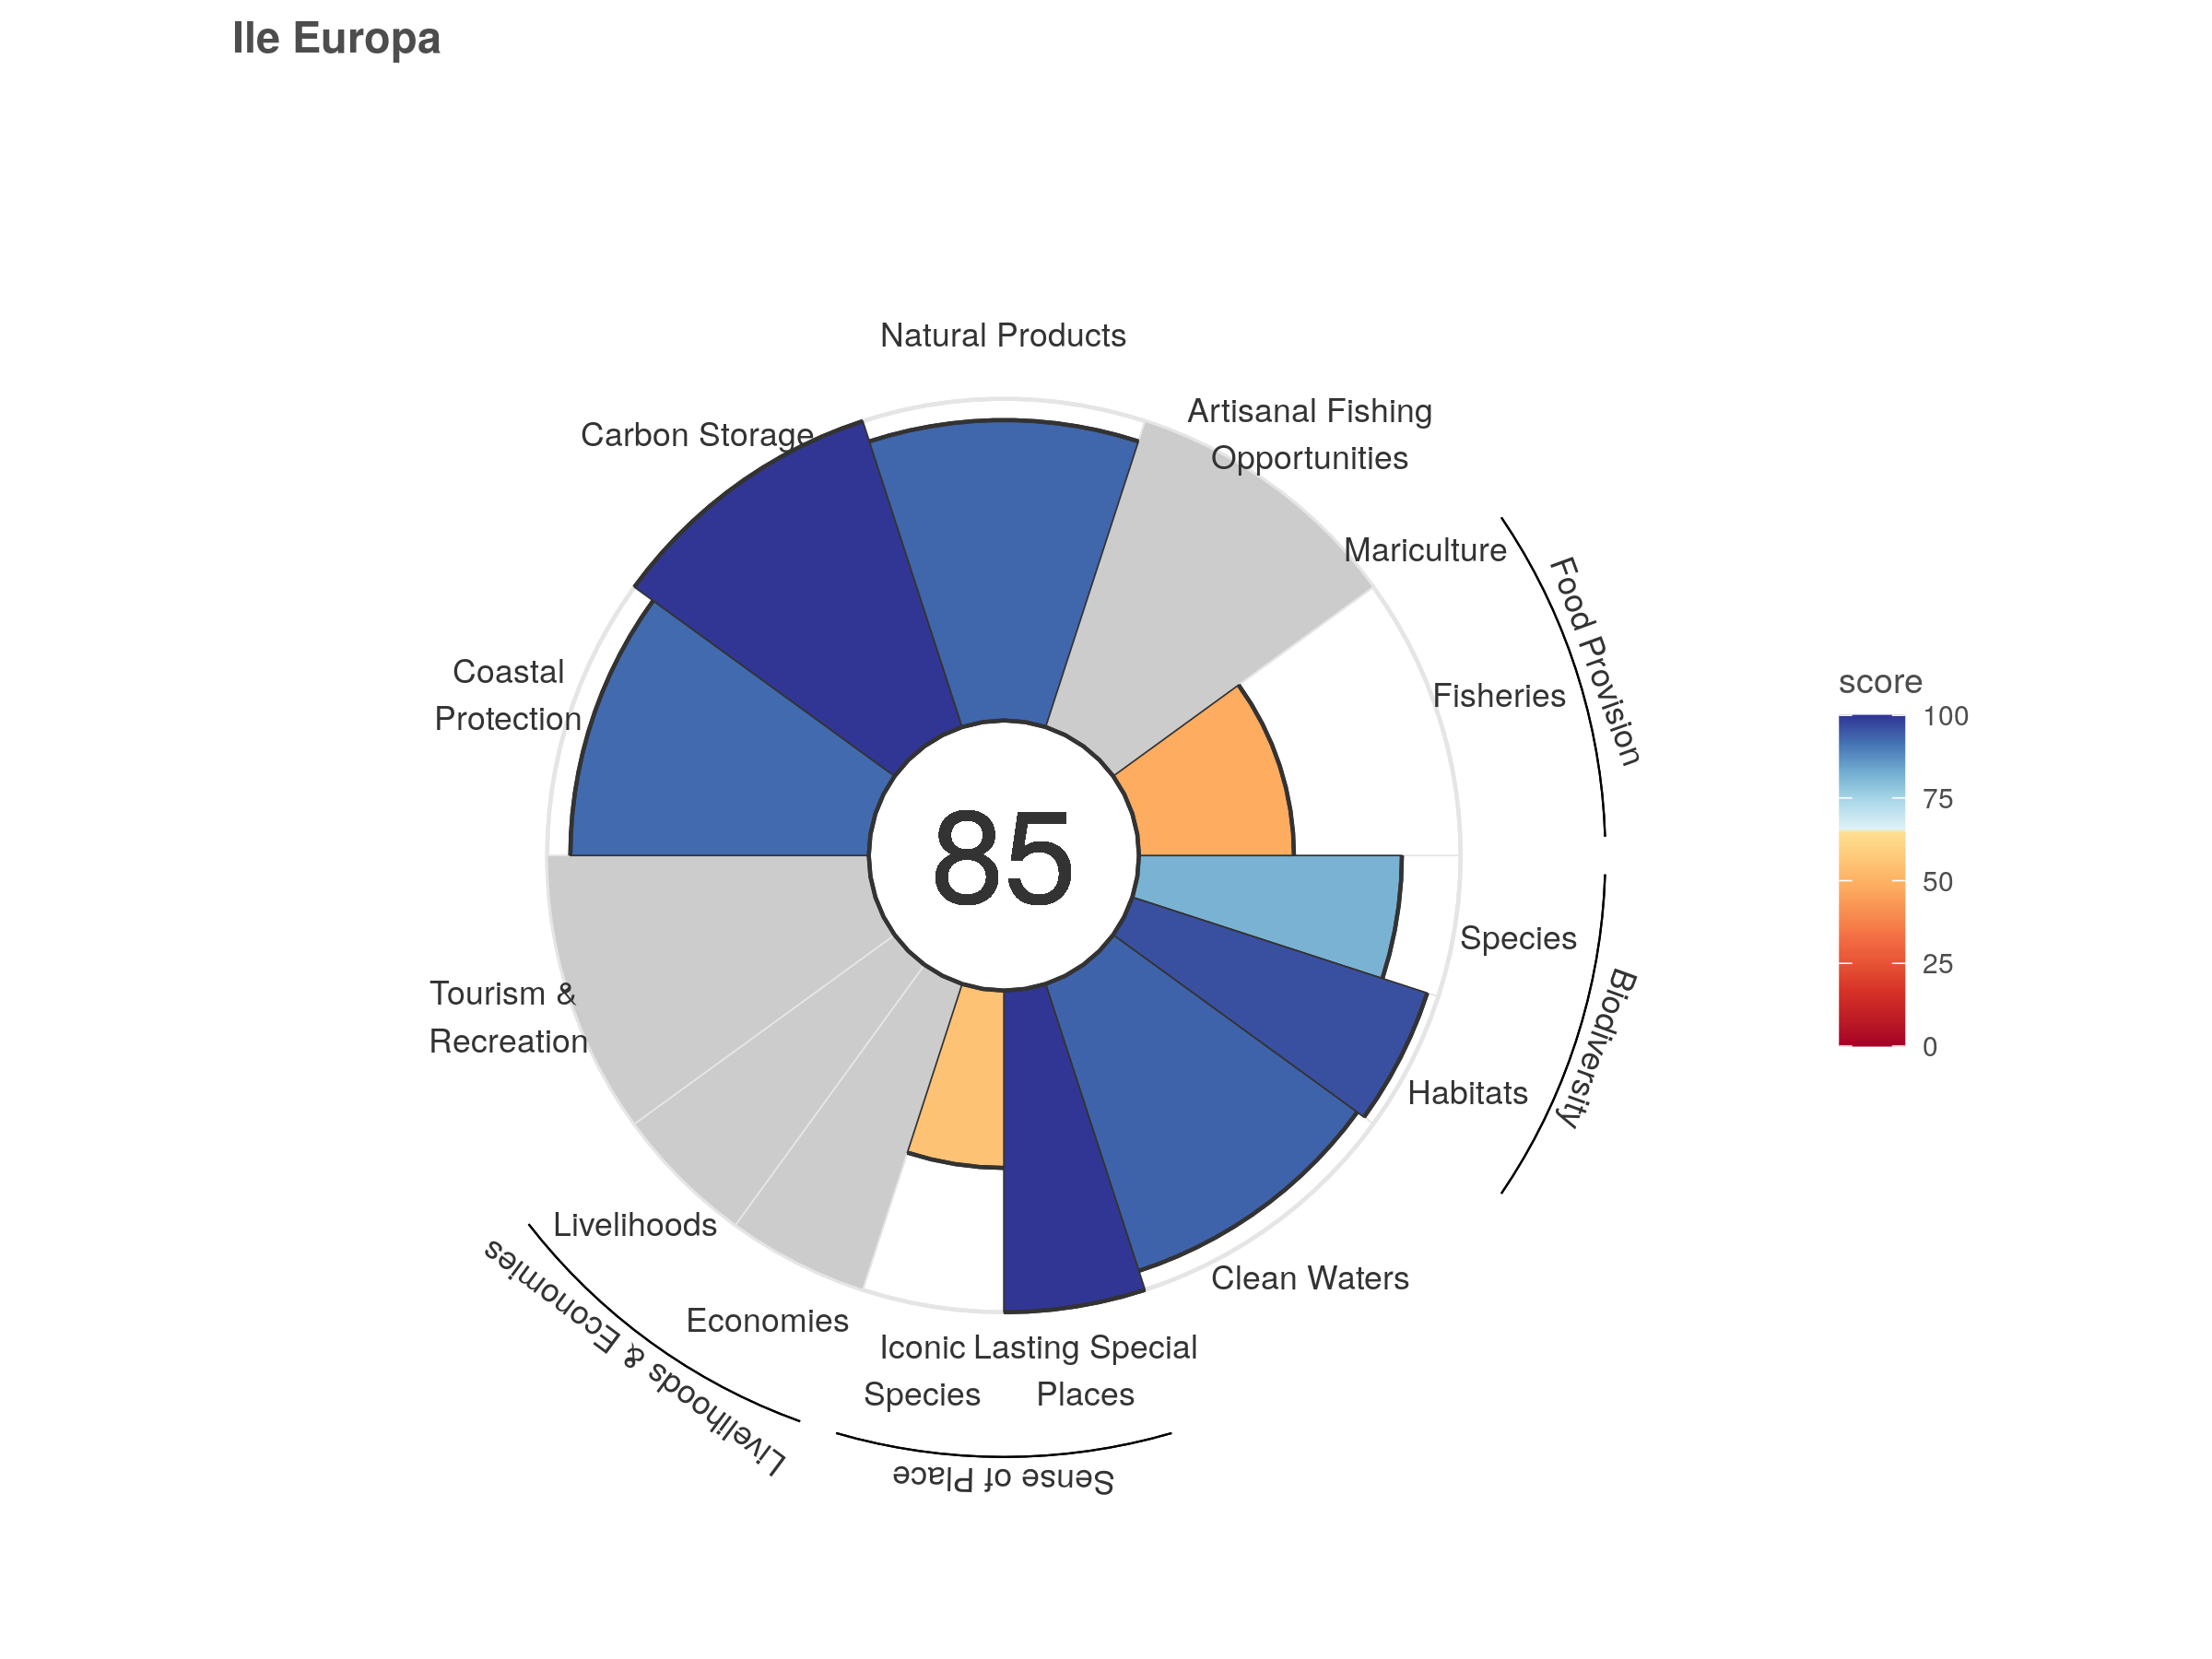 Ile Europa
Natural Products
Artisanal Fishing
Opportunities
Carbon Storage
Mariculture
Food Provision
Fisheries
Coastal
Protection
score
100
75
50
25
0
85
Species
Biodiversity
Habitats
Tourism &
Recreation
Livelihoods
Economies
Livelihoods & Economies
Clean Waters
Iconic
Species
Lasting Special
Places
Sense of Place